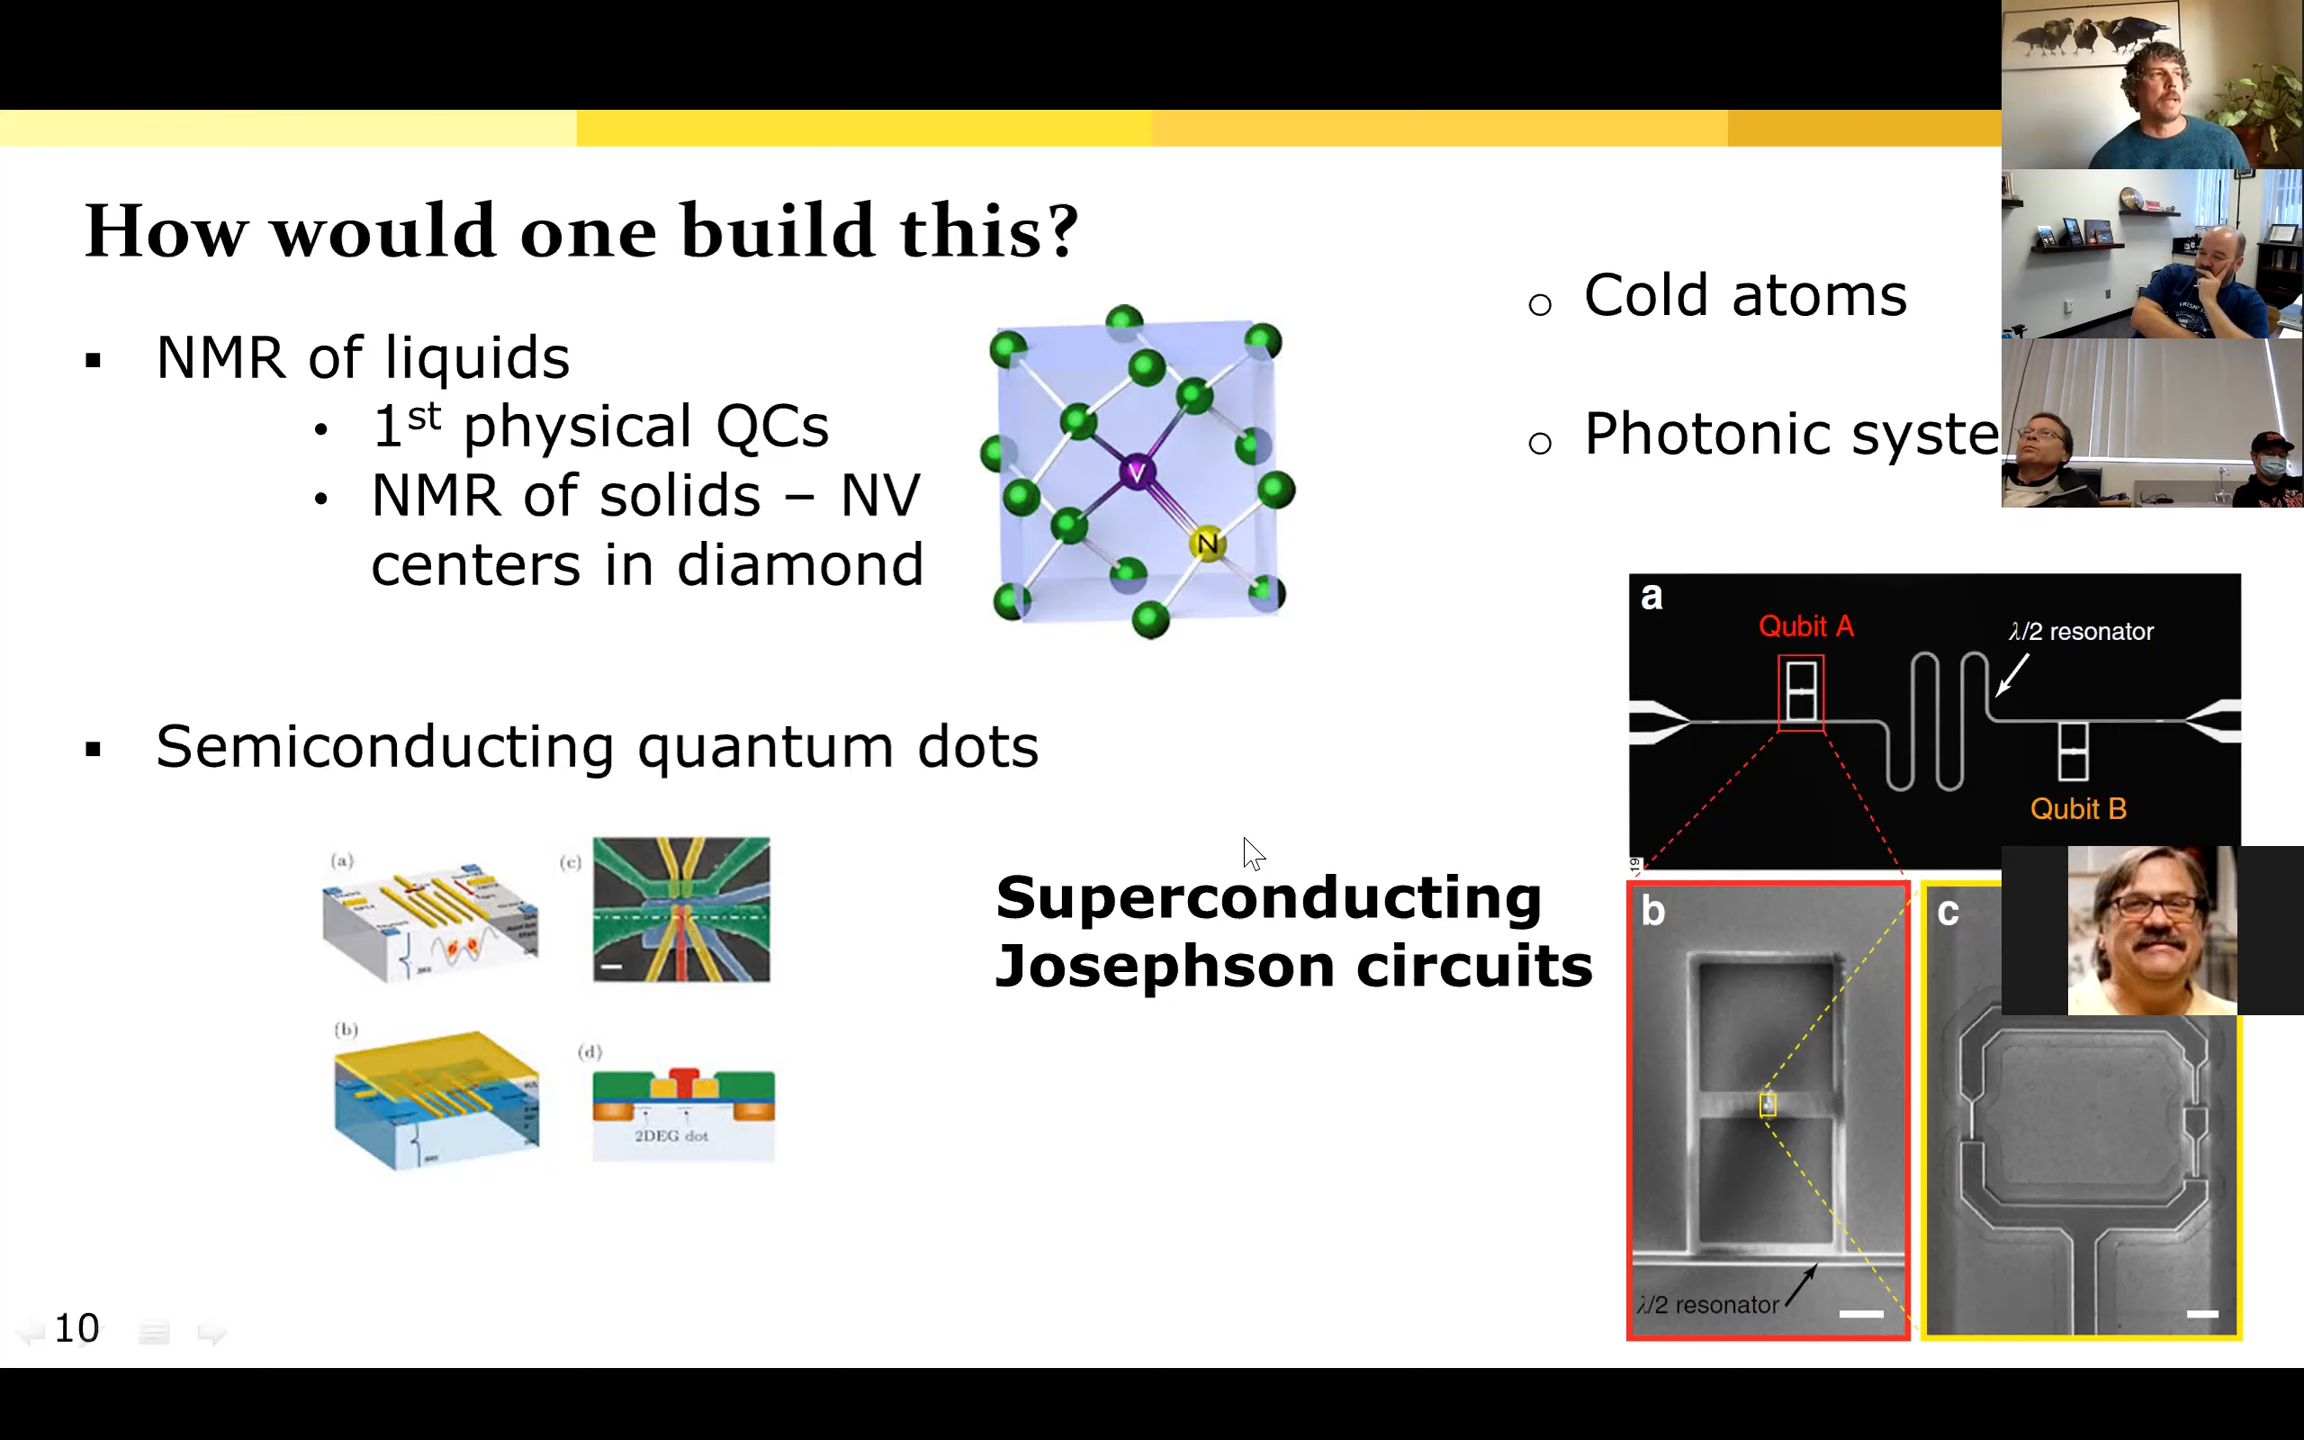 How would one build this?
▪ NMR of liquids
• 1st physical QCs
• NMR of solids – NV
centers in diamond
V
N
▪ Semiconducting quantum dots
(a)
(c)
(b)
(d)
2DEG dot
○ Cold atoms
○ Photonic syste
Superconducting
Josephson circuits
a
Qubit A
λ/2 resonator
Qubit B
19
b
λ/2 resonator
c
10